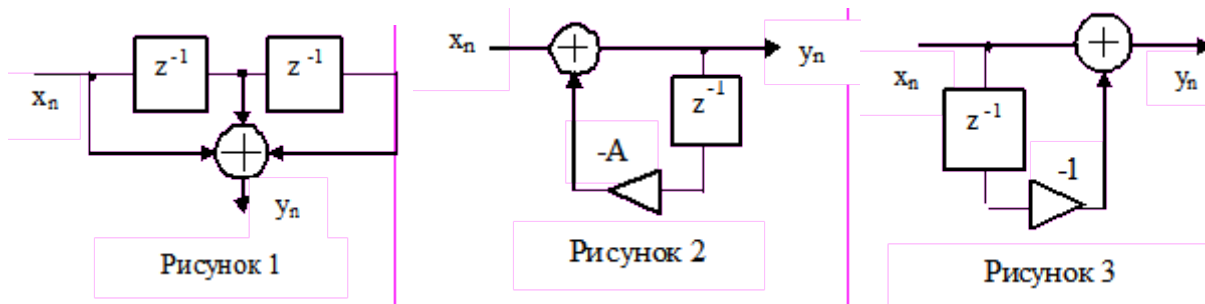 z⁻¹
z⁻¹
xₙ
yₙ
Рисунок 1
xₙ
yₙ
z⁻¹
-A
Рисунок 2
xₙ
yₙ
z⁻¹
-1
Рисунок 3